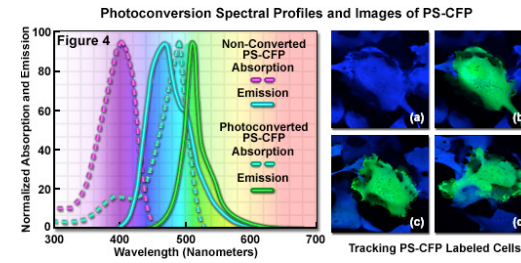 Photoconversion Spectral Profiles and Images of PS-CFP
Normalized Absorption and Emission
100
80
60
40
20
0
Figure 4
Non-Converted
PS-CFP
Absorption
Emission
Photoconverted
PS-CFP
Absorption
Emission
300
400
500
600
700
Wavelength (Nanometers)
(a)
(b
(c)
(d
Tracking PS-CFP Labeled Cells